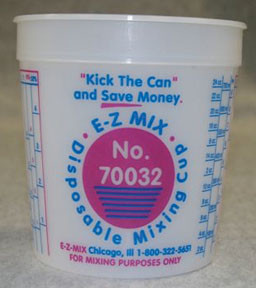 "Kick The Can"
and Save Money.
• E-Z MIX •
Disposable Mixing Cup
No.
70032
E-Z-MIX Chicago, Ill 1-800-322-5651
FOR MIXING PURPOSES ONLY